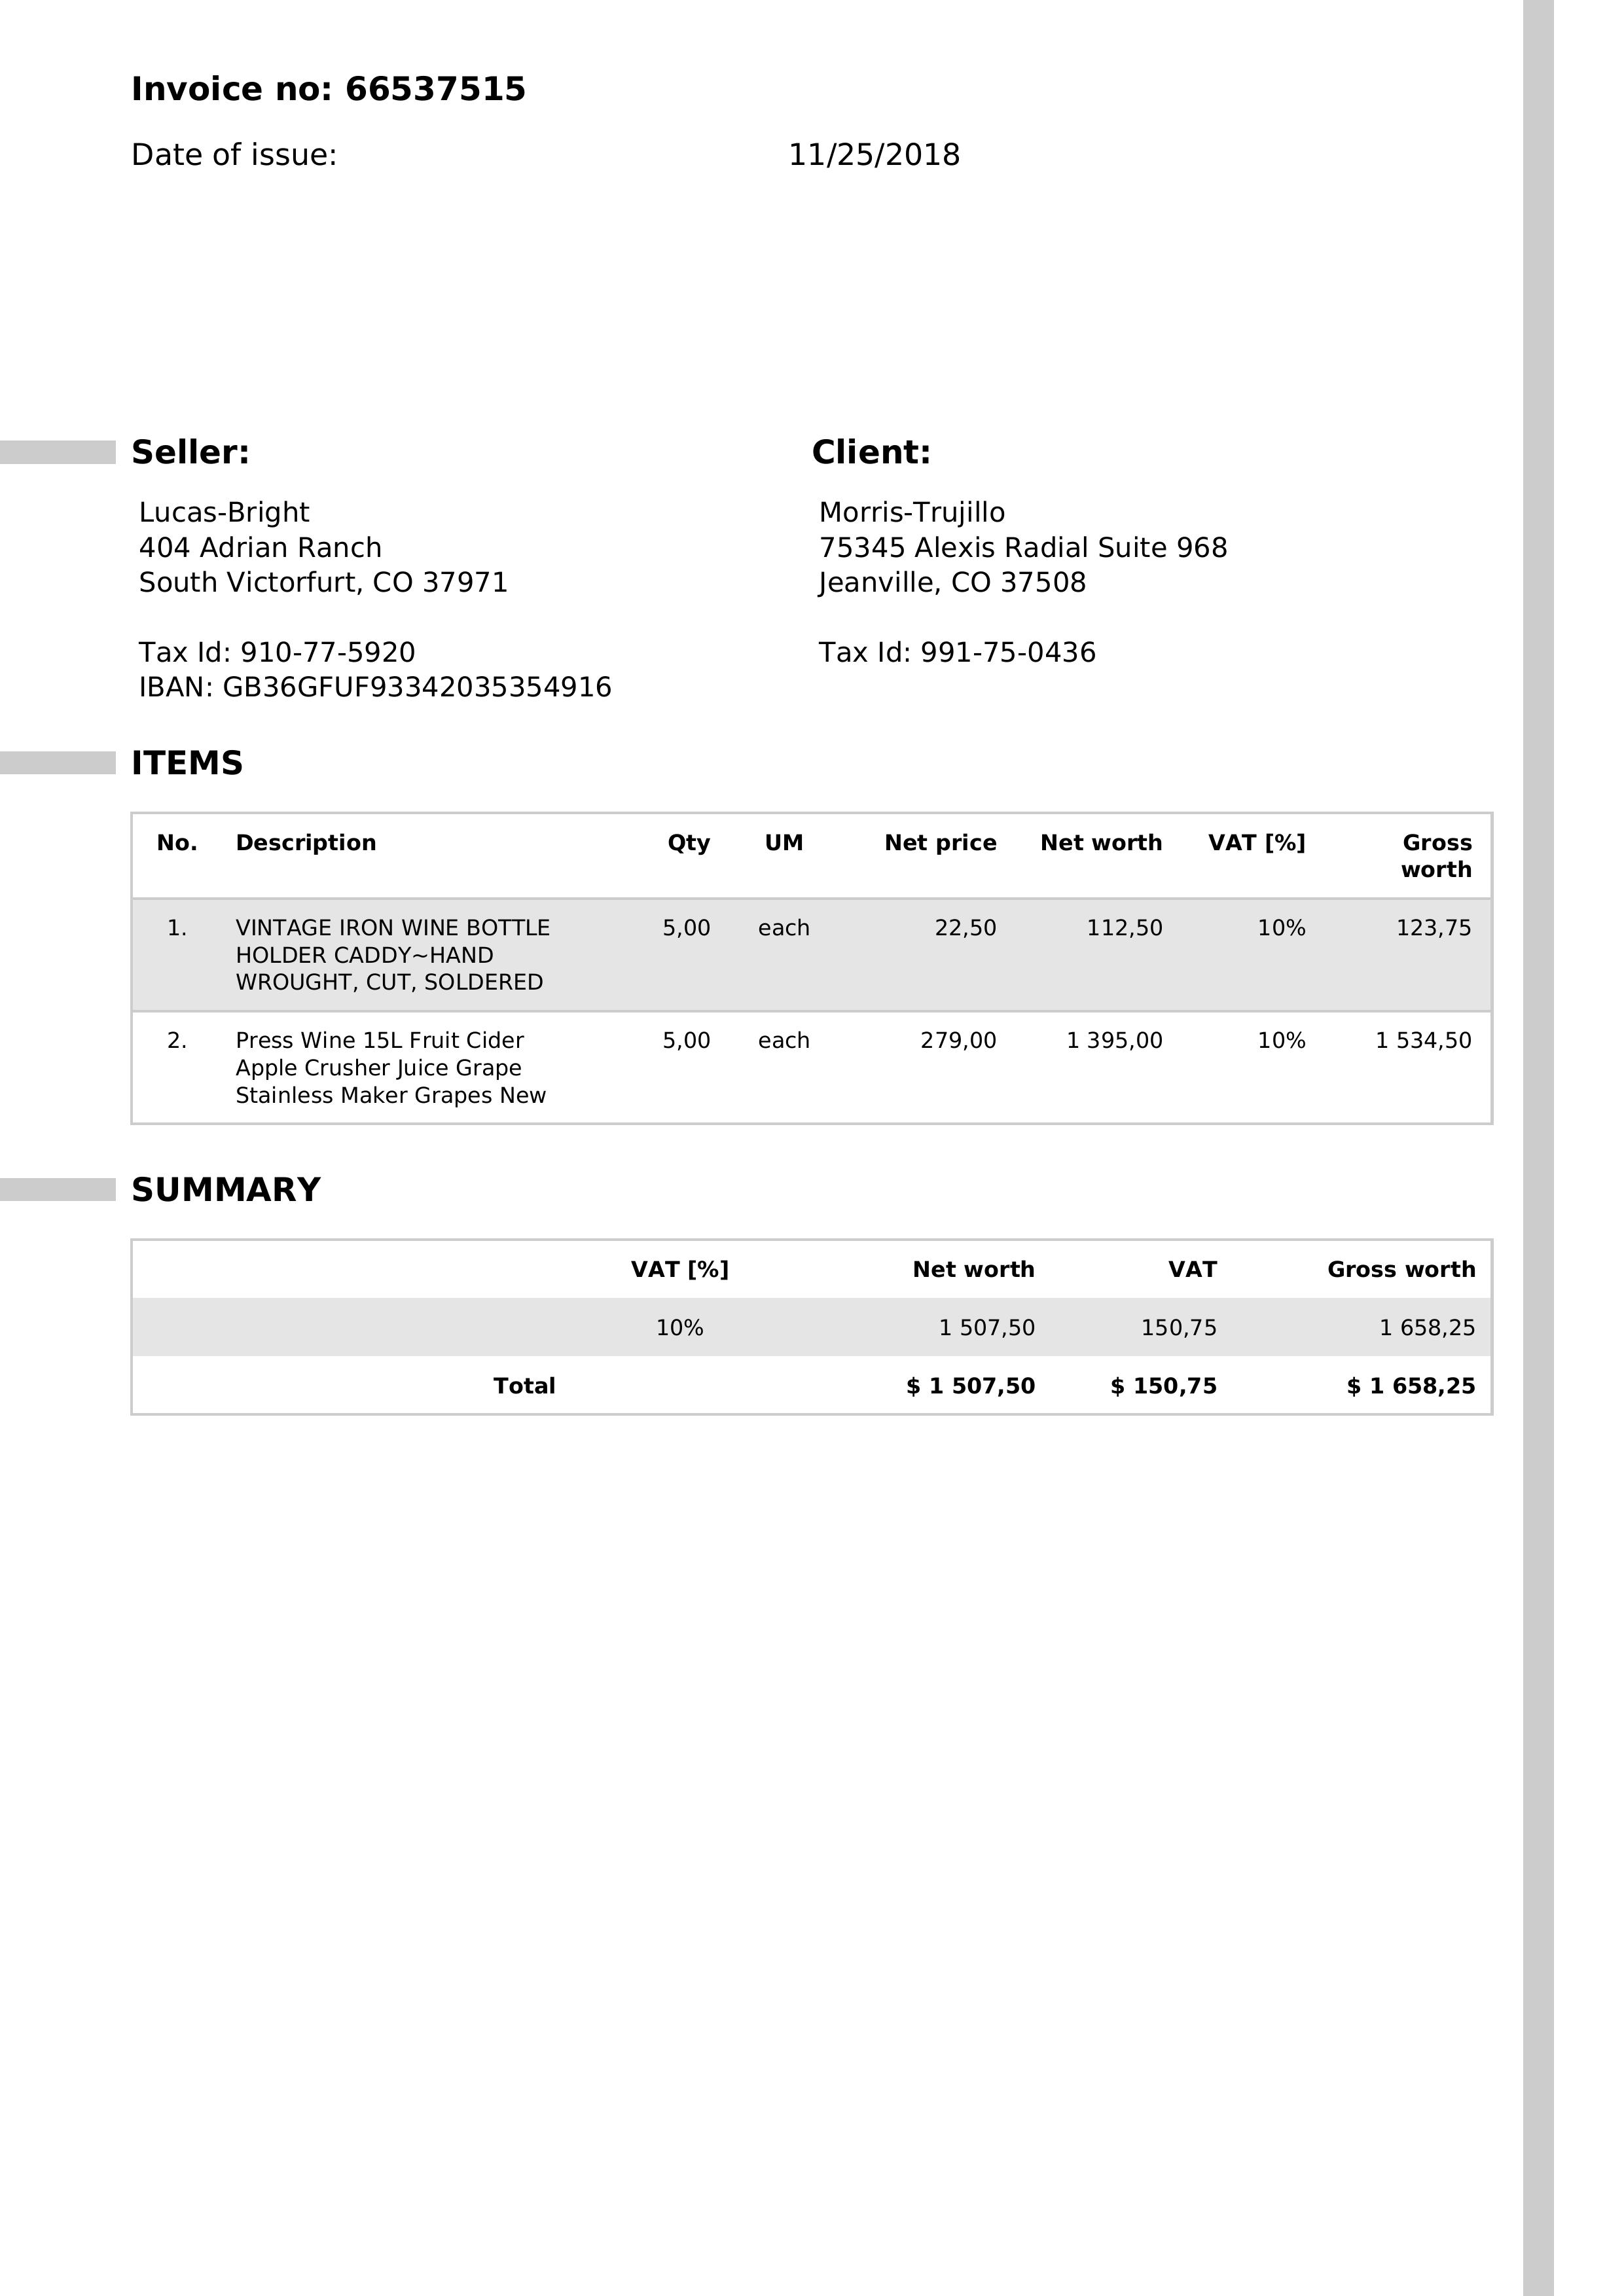 Invoice no: 66537515
Date of issue: 11/25/2018
Seller:
Lucas-Bright
404 Adrian Ranch
South Victorfurt, CO 37971
Tax Id: 910-77-5920
IBAN: GB36GFUF93342035354916
Client:
Morris-Trujillo
75345 Alexis Radial Suite 968
Jeanville, CO 37508
Tax Id: 991-75-0436
ITEMS
No. Description Qty UM Net price Net worth VAT [%] Gross
worth
1. VINTAGE IRON WINE BOTTLE 5,00 each 22,50 112,50 10% 123,75
HOLDER CADDY~HAND
WROUGHT, CUT, SOLDERED
2. Press Wine 15L Fruit Cider 5,00 each 279,00 1 395,00 10% 1 534,50
Apple Crusher Juice Grape
Stainless Maker Grapes New
SUMMARY
VAT [%] Net worth VAT Gross worth
10% 1 507,50 150,75 1 658,25
Total $ 1 507,50 $ 150,75 $ 1 658,25